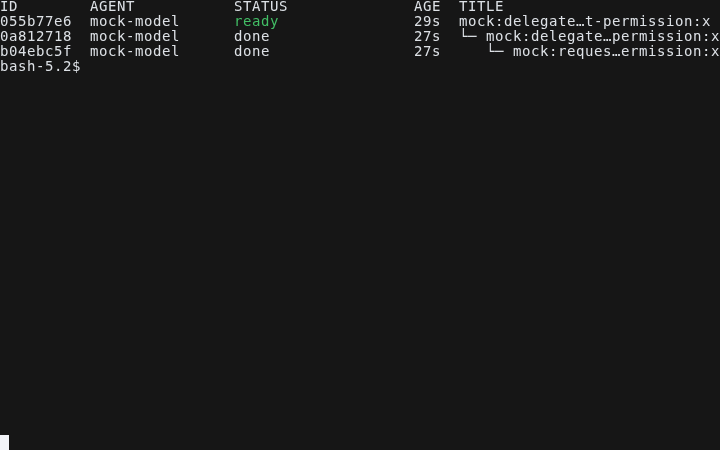 ID        AGENT           STATUS              AGE  TITLE
055b77e6  mock-model      ready               29s  mock:delegate…t-permission:x
0a812718  mock-model      done                27s  └─ mock:delegate…permission:x
b04ebc5f  mock-model      done                27s     └─ mock:reques…ermission:x
bash-5.2$